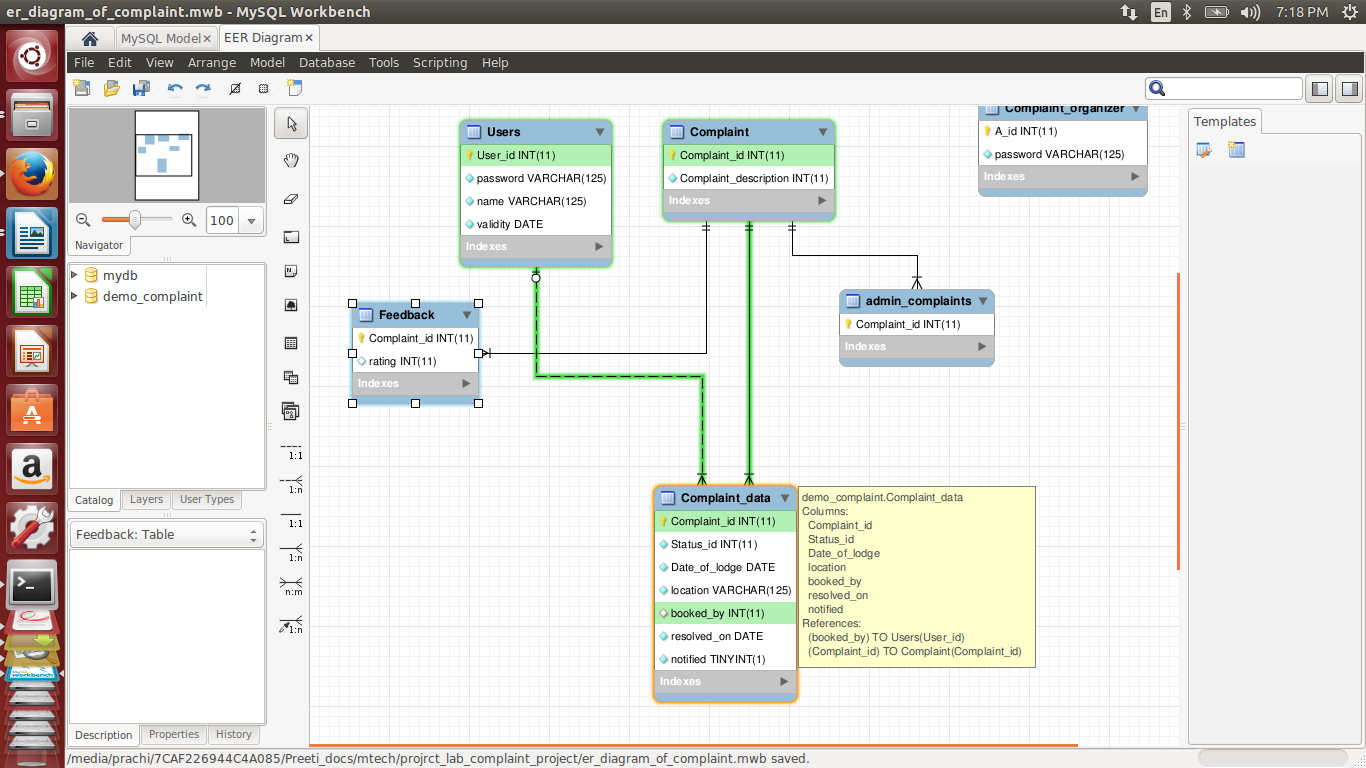 er_diagram_of_complaint.mwb - MySQL Workbench
En
7:18 PM
MySQL Model
EER Diagram
File Edit View Arrange Model Database Tools Scripting Help
100
Navigator
mydb
demo_complaint
Catalog Layers User Types
Feedback: Table
Description Properties History
1:1
1:n
1:1
1:n
n:m
1:n
Users
User_id INT(11)
password VARCHAR(125)
name VARCHAR(125)
validity DATE
Indexes
Complaint
Complaint_id INT(11)
Complaint_description INT(11)
Indexes
Complaint_organizer
A_id INT(11)
password VARCHAR(125)
Indexes
Feedback
Complaint_id INT(11)
rating INT(11)
Indexes
admin_complaints
Complaint_id INT(11)
Indexes
Complaint_data
Complaint_id INT(11)
Status_id INT(11)
Date_of_lodge DATE
location VARCHAR(125)
booked_by INT(11)
resolved_on DATE
notified TINYINT(1)
Indexes
demo_complaint.Complaint_data
Columns:
Complaint_id
Status_id
Date_of_lodge
location
booked_by
resolved_on
notified
References:
(booked_by) TO Users(User_id)
(Complaint_id) TO Complaint(Complaint_id)
Templates
/media/prachi/7CAF226944C4A085/Preeti_docs/mtech/projrct_lab_complaint_project/er_diagram_of_complaint.mwb saved.